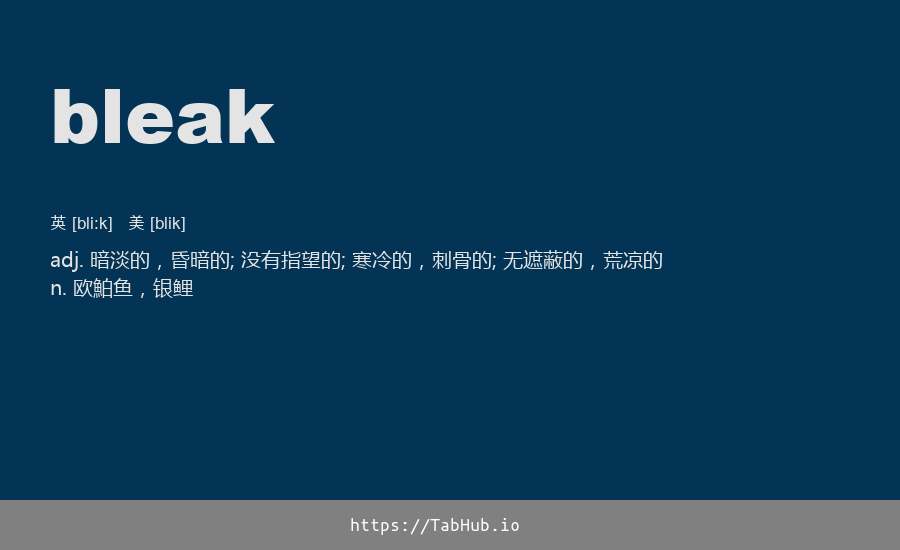 bleak
英 [bli:k] 美 [blik]
adj. 暗淡的，昏暗的; 没有指望的; 寒冷的，刺骨的; 无遮蔽的，荒凉的
n. 欧鲌鱼，银鲤
https://TabHub.io